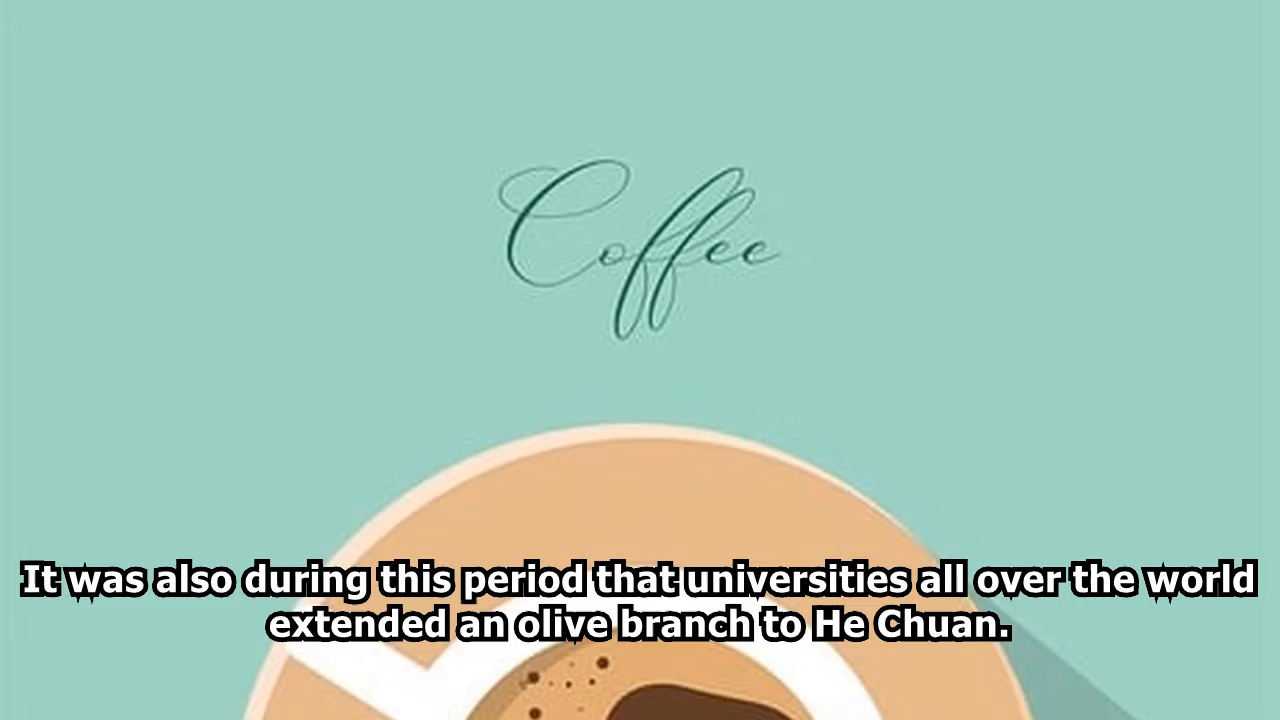 Coffee
It was also during this period that universities all over the world
extended an olive branch to He Chuan.